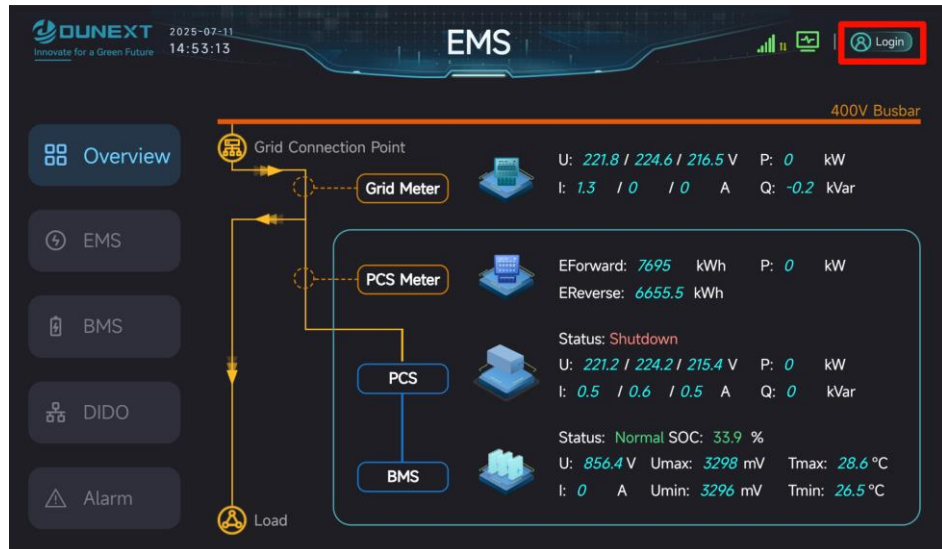 DUNEXT
Innovate for a Green Future
2025-07-11
14:53:13
EMS
Login
400V Busbar
Overview
EMS
BMS
DIDO
Alarm
Grid Connection Point
Grid Meter
U: 221.8 / 224.6 / 216.5 V P: 0 kW
I: 1.3 / 0 / 0 A Q: -0.2 kVar
PCS Meter
EForward: 7695 kWh P: 0 kW
EReverse: 6655.5 kWh
PCS
Status: Shutdown
U: 221.2 / 224.2 / 215.4 V P: 0 kW
I: 0.5 / 0.6 / 0.5 A Q: 0 kVar
BMS
Status: Normal SOC: 33.9 %
U: 856.4 V Umax: 3298 mV Tmax: 28.6 °C
I: 0 A Umin: 3296 mV Tmin: 26.5 °C
Load